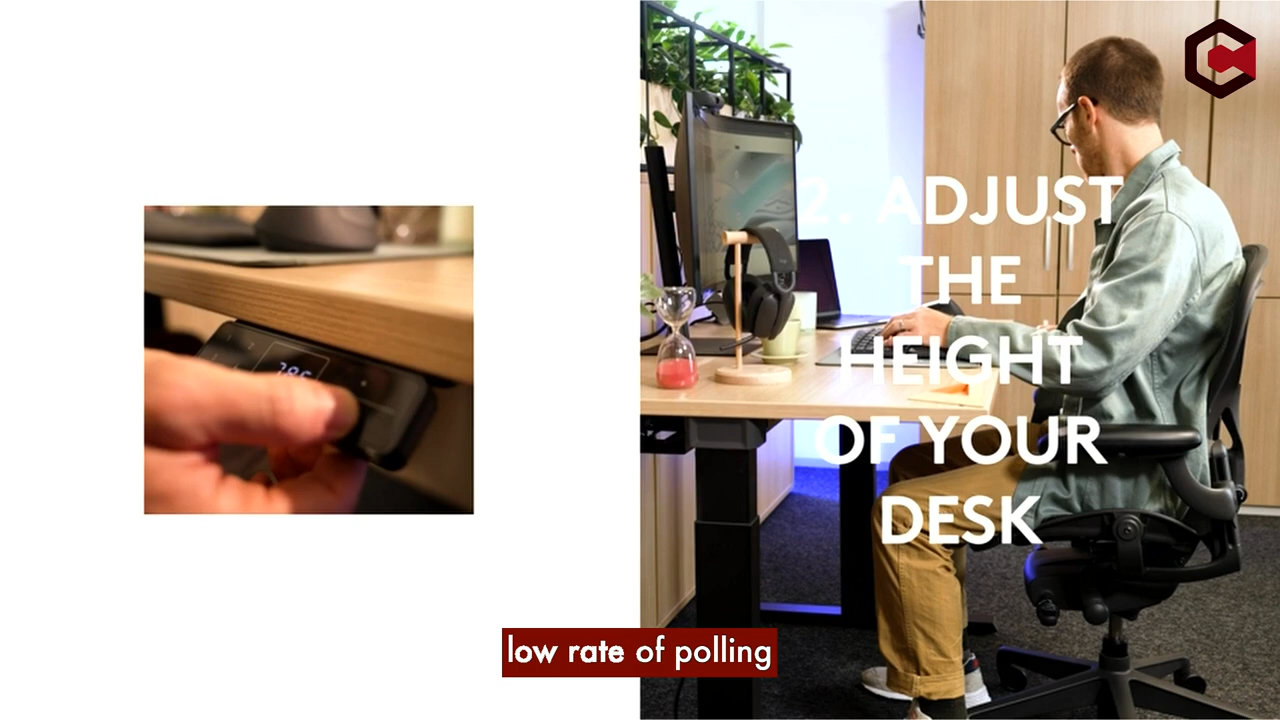 2. ADJUST
THE
HEIGHT
OF YOUR
DESK
low rate of polling